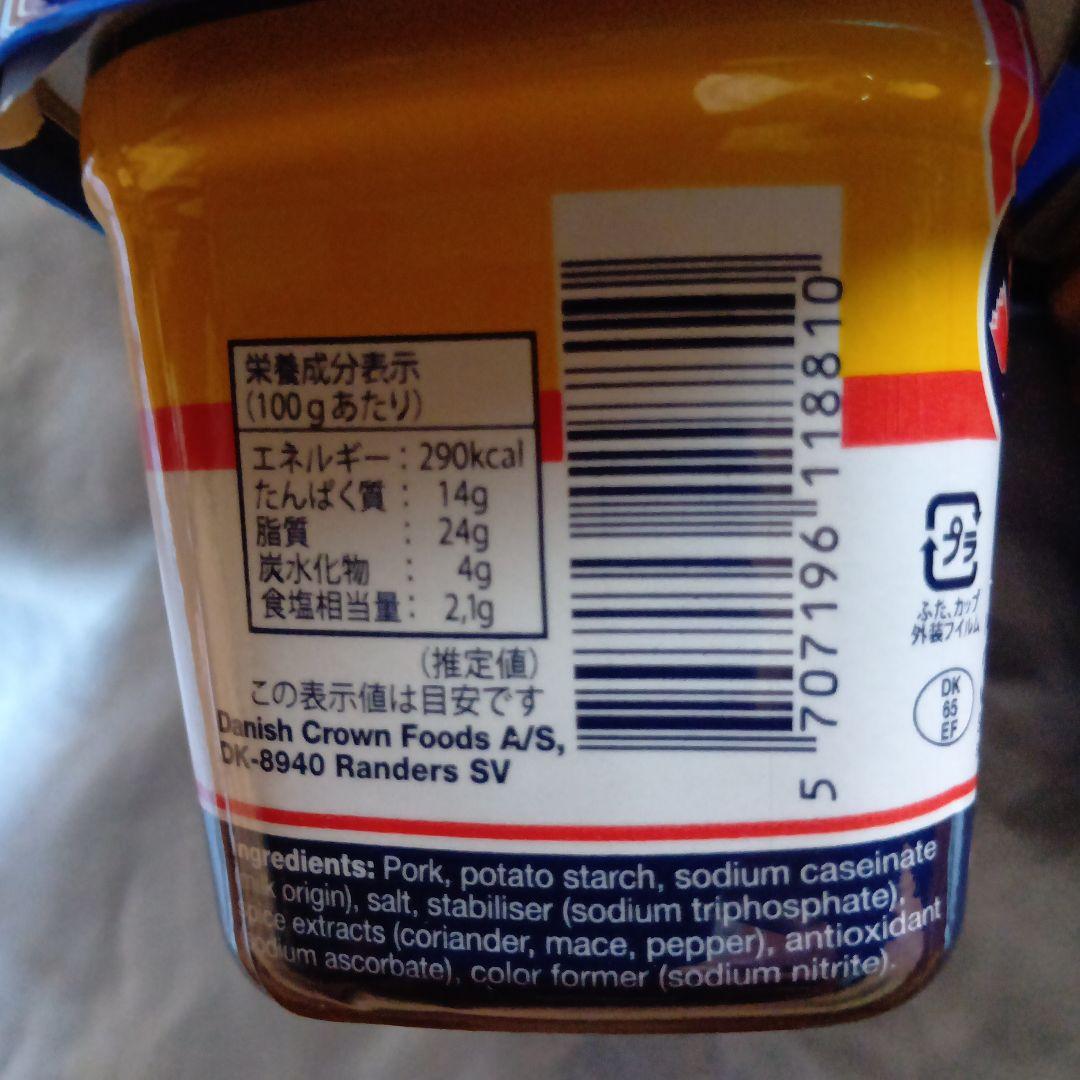 栄養成分表示
(100gあたり)
エネルギー : 290kcal
たんぱく質 : 14g
脂質 : 24g
炭水化物 : 4g
食塩相当量 : 2,1g
(推定値)
この表示値は目安です
Danish Crown Foods A/S,
DK-8940 Randers SV
5 707196 118810
プラ
ふた、カップ
外装フィルム
DK
65
EF
Ingredients: Pork, potato starch, sodium caseinate
(milk origin), salt, stabiliser (sodium triphosphate),
spice extracts (coriander, mace, pepper), antioxidant
(sodium ascorbate), color former (sodium nitrite).